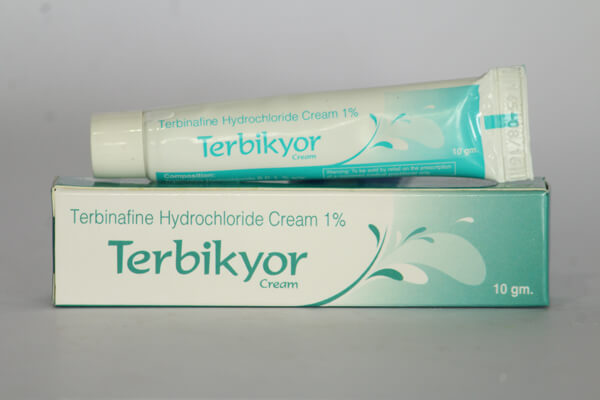 Terbinafine Hydrochloride Cream 1%
Terbikyor
Cream
10 gm.
Composition:
Warning: To be sold by retail on the prescription
Terbinafine Hydrochloride Cream 1%
Terbikyor
Cream
10 gm.